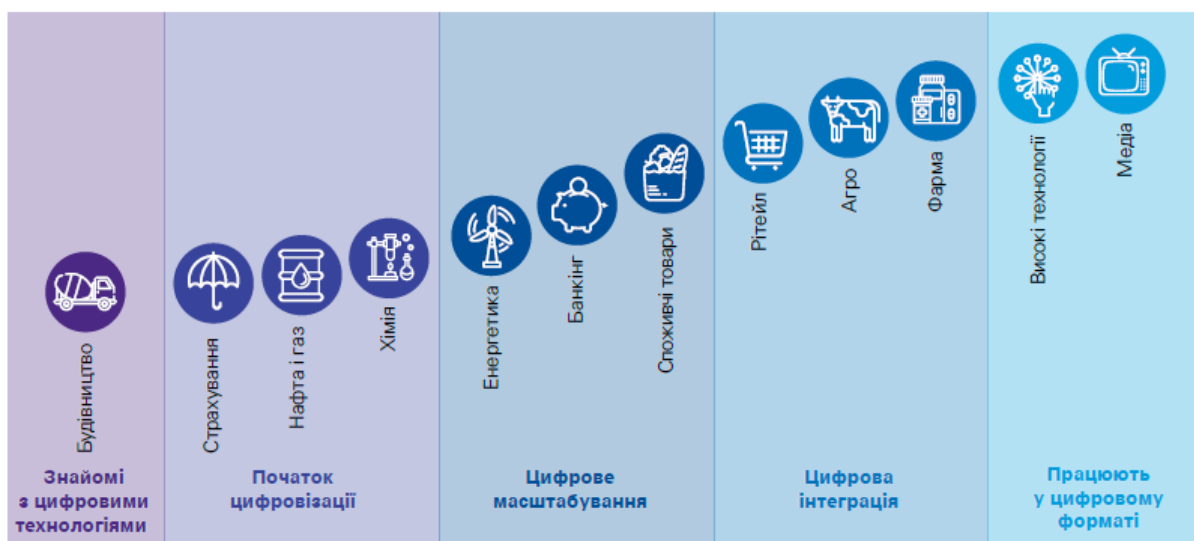 Будівництво
Страхування
Нафта і газ
Хімія
Енергетика
Банкінг
Споживчі товари
Рітейл
Агро
Фарма
Високі технології
Медіа
Знайомі
з цифровими
технологіями
Початок
цифровізації
Цифрове
масштабування
Цифрова
інтеграція
Працюють
у цифровому
форматі